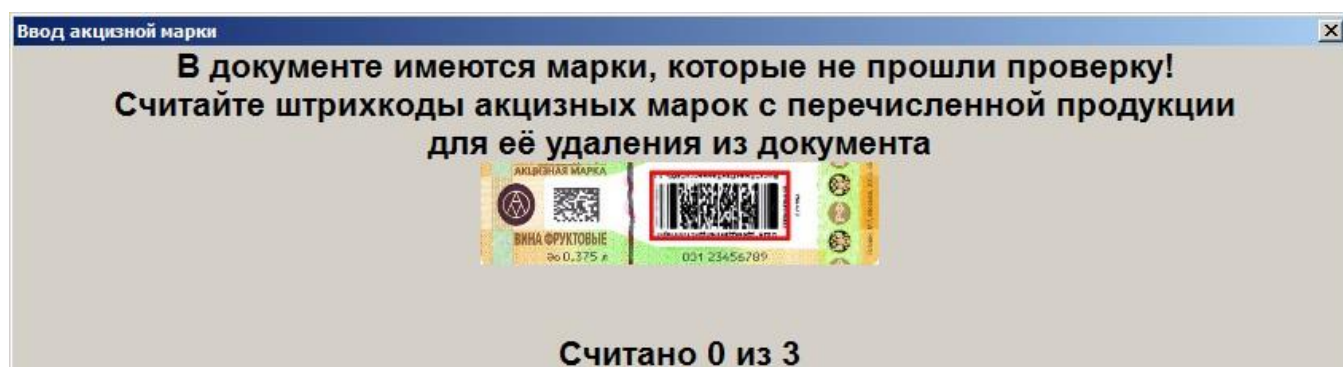 Ввод акцизной марки
В документе имеются марки, которые не прошли проверку!
Считайте штрихкоды акцизных марок с перечисленной продукции
для её удаления из документа
АКЦИЗНАЯ МАРКА
ВИНА ФРУКТОВЫЕ
до 0,375 л
001 23456789
Считано 0 из 3